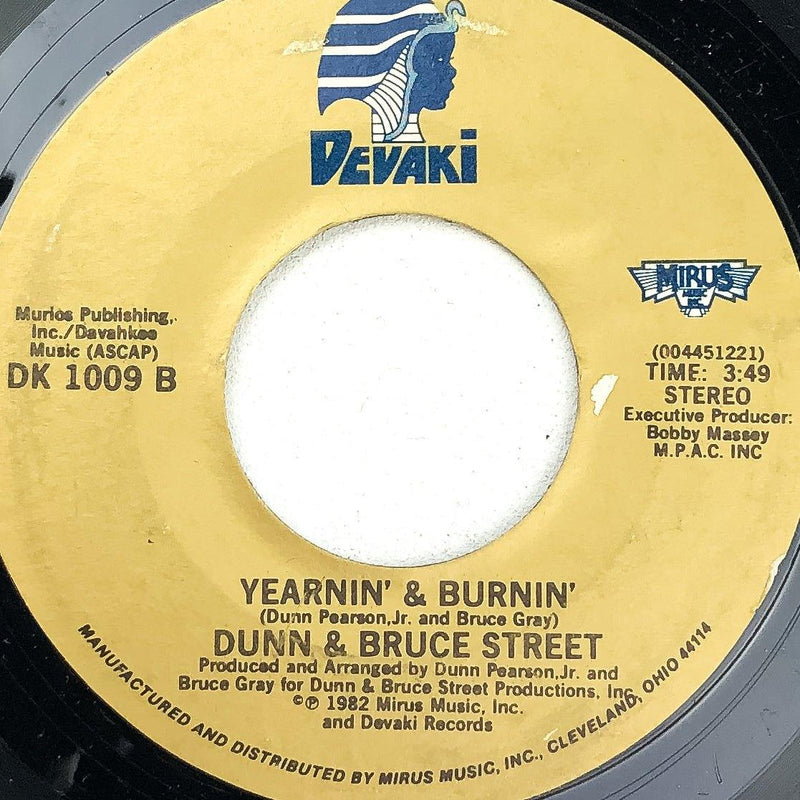 DEVAKi
MIRUS
MUSIC
INC.
Murios Publishing,
Inc./Davahkee
Music (ASCAP)
DK 1009 B
(004451221)
TIME: 3:49
STEREO
Executive Producer:
Bobby Massey
M.P.A.C. INC
YEARNIN' & BURNIN'
(Dunn Pearson,Jr. and Bruce Gray)
DUNN & BRUCE STREET
Produced and Arranged by Dunn Pearson,Jr. and
Bruce Gray for Dunn & Bruce Street Productions, Inc.
©℗ 1982 Mirus Music, Inc.
and Devaki Records
MANUFACTURED AND DISTRIBUTED BY MIRUS MUSIC, INC., CLEVELAND, OHIO 44114